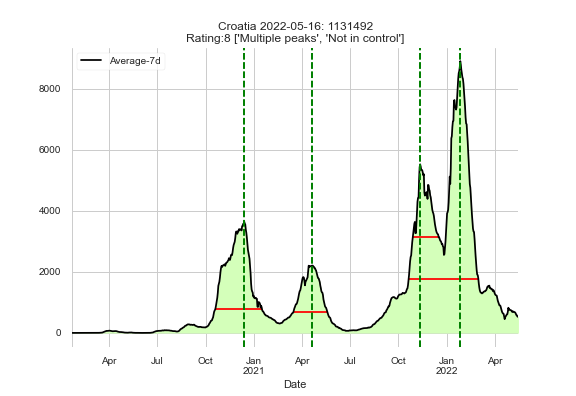 Croatia 2022-05-16: 1131492
Rating:8 ['Multiple peaks', 'Not in control']
Average-7d
8000
6000
4000
2000
0
Apr Jul Oct Jan Apr Jul Oct Jan Apr
2021 2022
Date